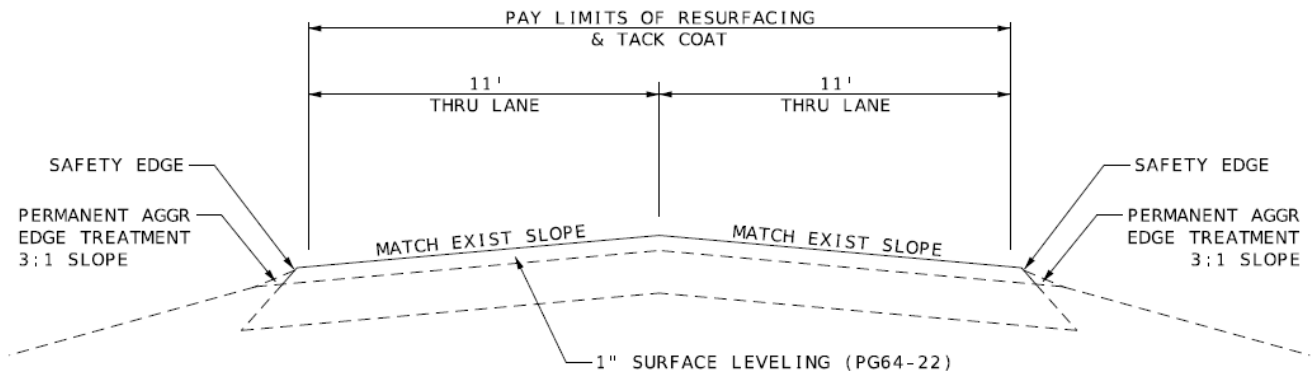 PAY LIMITS OF RESURFACING
& TACK COAT
11'
THRU LANE
11'
THRU LANE
SAFETY EDGE
SAFETY EDGE
PERMANENT AGGR
EDGE TREATMENT
3:1 SLOPE
MATCH EXIST SLOPE
MATCH EXIST SLOPE
PERMANENT AGGR
EDGE TREATMENT
3:1 SLOPE
1" SURFACE LEVELING (PG64-22)